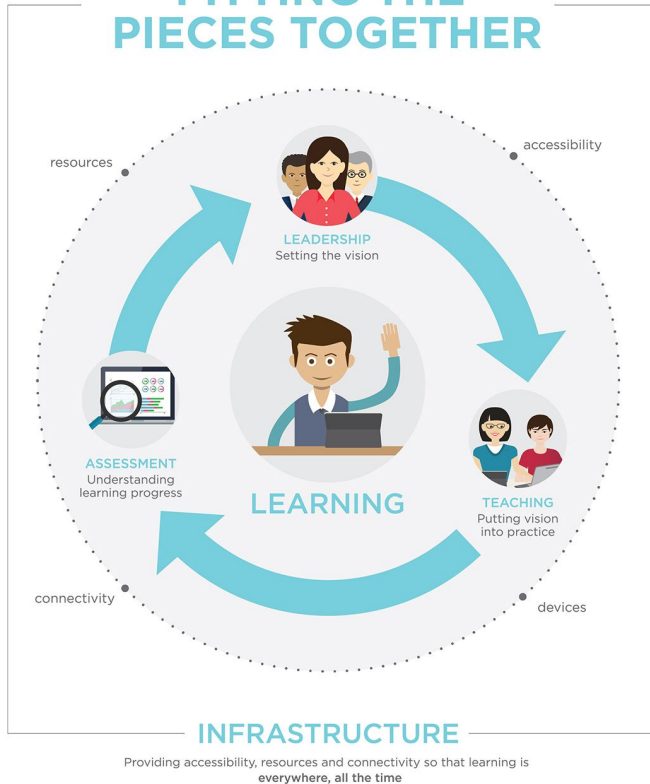 PIECES TOGETHER
resources
accessibility
LEADERSHIP
Setting the vision
ASSESSMENT
Understanding
learning progress
LEARNING
TEACHING
Putting vision
into practice
connectivity
devices
INFRASTRUCTURE
Providing accessibility, resources and connectivity so that learning is
everywhere, all the time